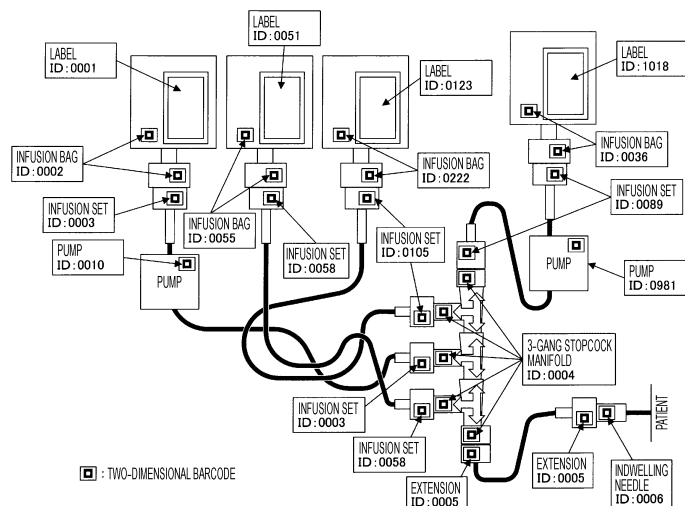 LABEL
ID:0001
LABEL
ID:0051
LABEL
ID:0123
LABEL
ID:1018
INFUSION BAG
ID:0002
INFUSION BAG
ID:0055
INFUSION BAG
ID:0222
INFUSION BAG
ID:0036
INFUSION SET
ID:0003
INFUSION SET
ID:0058
INFUSION SET
ID:0105
INFUSION SET
ID:0089
PUMP
ID:0010
PUMP
PUMP
PUMP
ID:0981
3-GANG STOPCOCK
MANIFOLD
ID:0004
INFUSION SET
ID:0003
INFUSION SET
ID:0058
EXTENSION
ID:0005
EXTENSION
ID:0005
INDWELLING
NEEDLE
ID:0006
PATIENT
: TWO-DIMENSIONAL BARCODE